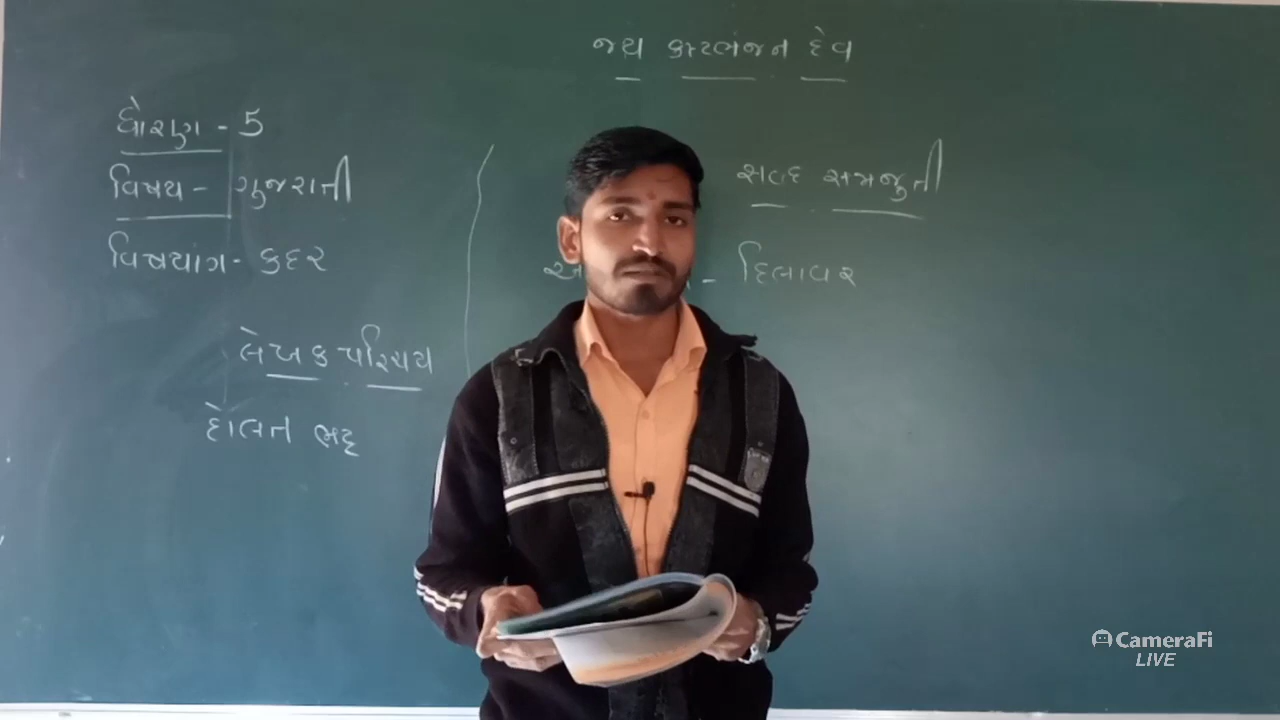 જય કષ્ટભંજન દેવ
ધોરણ - 5
વિષય - ગુજરાતી
વિષયાંગ - કદર
લેખક પરિચય
દોલત ભટ્ટ
સમજુતી
- દિલાવર
CameraFi
LIVE